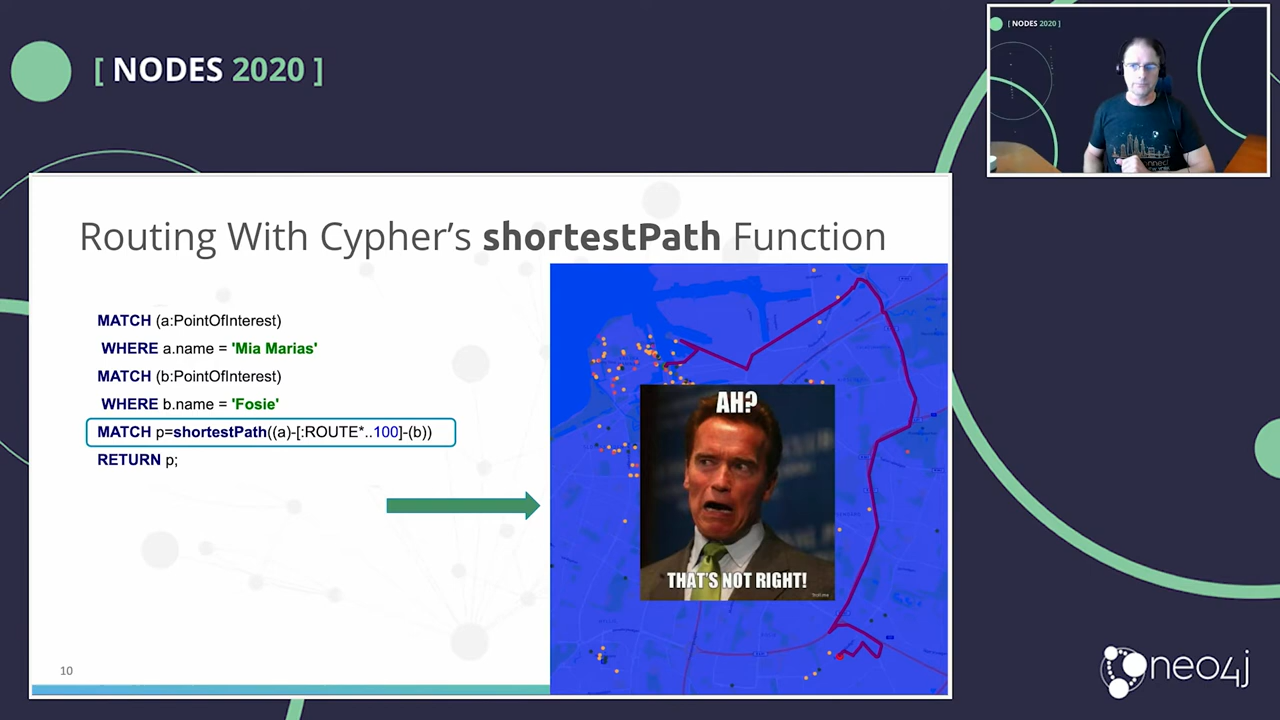 [ NODES 2020 ]
[ NODES 2020 ]
Routing With Cypher’s shortestPath Function
MATCH (a:PointOfInterest)
WHERE a.name = 'Mia Marias'
MATCH (b:PointOfInterest)
WHERE b.name = 'Fosie'
MATCH p=shortestPath((a)-[:ROUTE*..100]-(b))
RETURN p;
AH?
THAT'S NOT RIGHT!
10
neo4j